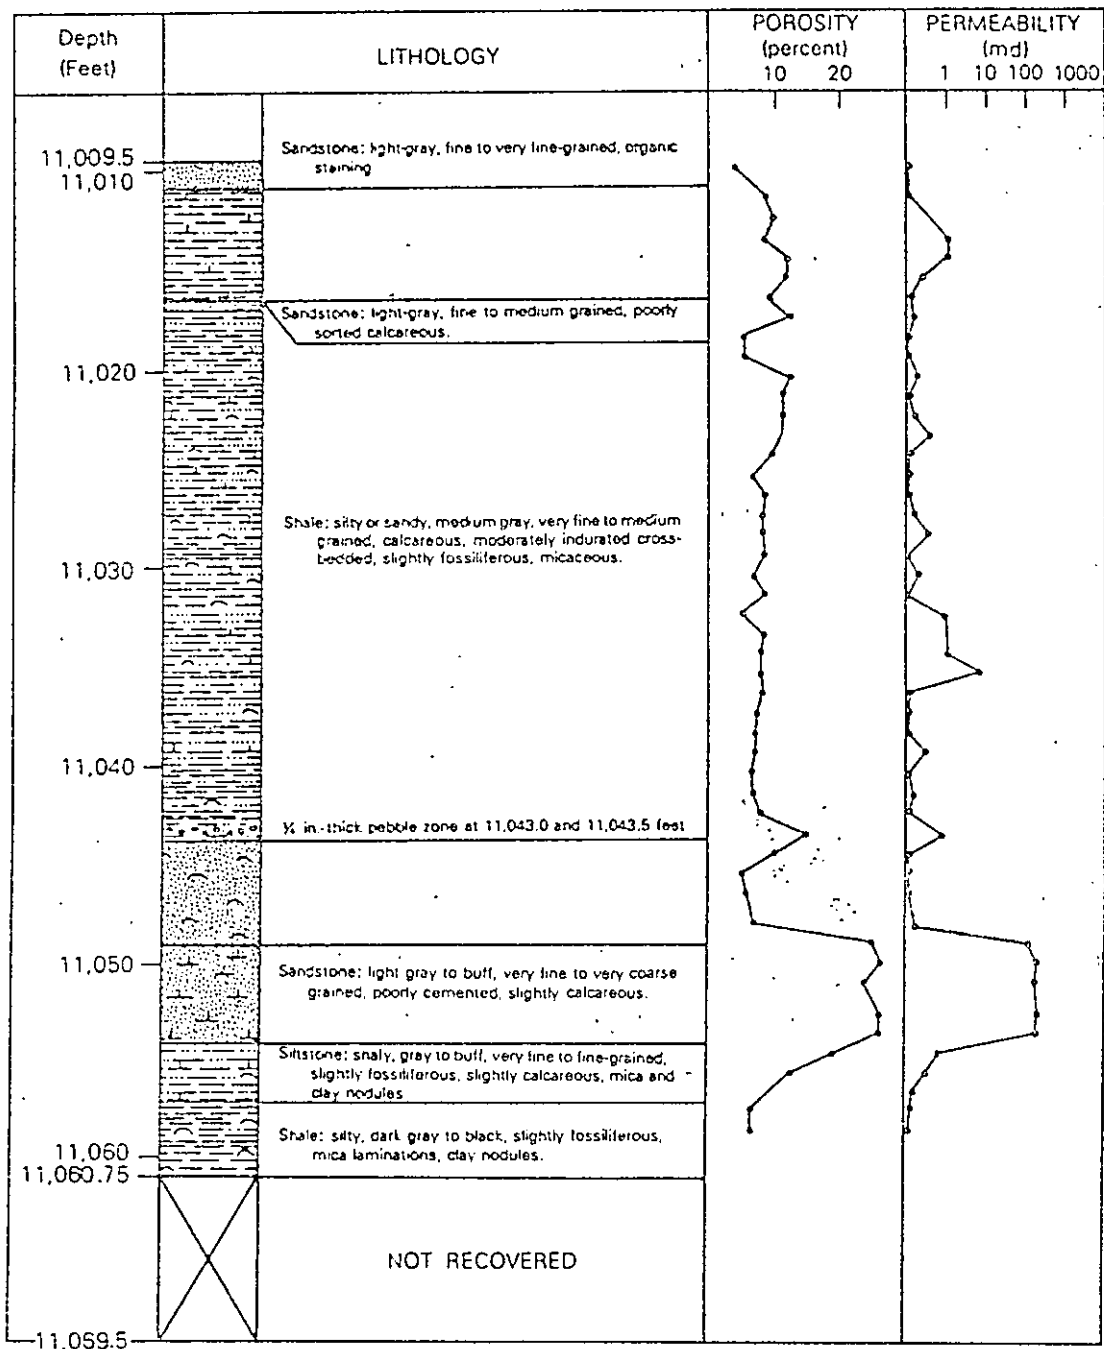 Depth
(Feet)
LITHOLOGY
POROSITY
(percent)
10 20
PERMEABILITY
(md)
1 10 100 1000
11,009.5
11,010
Sandstone: light-gray, fine to very fine-grained, organic
staining
Sandstone: light-gray, fine to medium grained, poorly
sorted calcareous.
11,020
Shale: silty or sandy, medium gray, very fine to medium
grained, calcareous, moderately indurated cross-
bedded, slightly fossiliferous, micaceous.
11,030
11,040
¼ in.-thick pebble zone at 11,043.0 and 11,043.5 feet
11,050
Sandstone: light gray to buff, very fine to very coarse
grained, poorly cemented, slightly calcareous.
Siltstone: shaly, gray to buff, very fine to fine-grained,
slightly fossiliferous, slightly calcareous, mica and
clay nodules
Shale: silty, dark gray to black, slightly fossiliferous,
mica laminations, clay nodules.
11,060
11,060.75
NOT RECOVERED
11,069.5